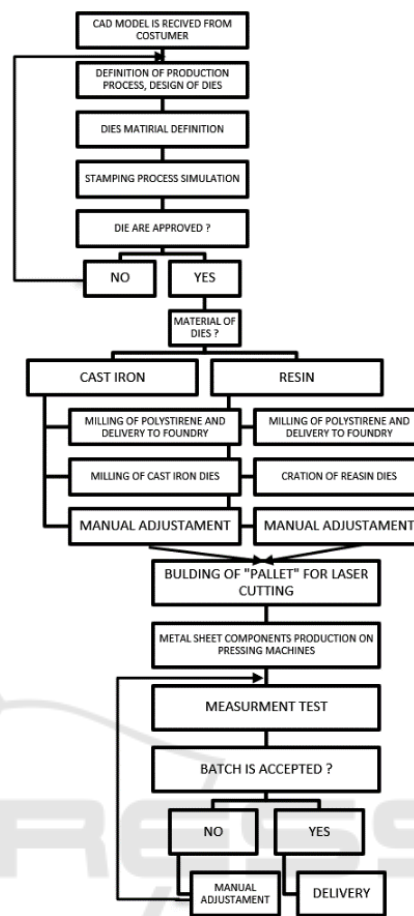 CAD MODEL IS RECIVED FROM
COSTUMER
DEFINITION OF PRODUCTION
PROCESS, DESIGN OF DIES
DIES MATIRIAL DEFINITION
STAMPING PROCESS SIMULATION
DIE ARE APPROVED ?
NO
YES
MATERIAL OF
DIES ?
CAST IRON
RESIN
MILLING OF POLYSTIRENE AND
DELIVERY TO FOUNDRY
MILLING OF POLYSTIRENE AND
DELIVERY TO FOUNDRY
MILLING OF CAST IRON DIES
CRATION OF REASIN DIES
MANUAL ADJUSTAMENT
MANUAL ADJUSTAMENT
BULDING OF "PALLET" FOR LASER
CUTTING
METAL SHEET COMPONENTS PRODUCTION ON
PRESSING MACHINES
MEASURMENT TEST
BATCH IS ACCEPTED ?
NO
YES
MANUAL
ADJUSTAMENT
DELIVERY